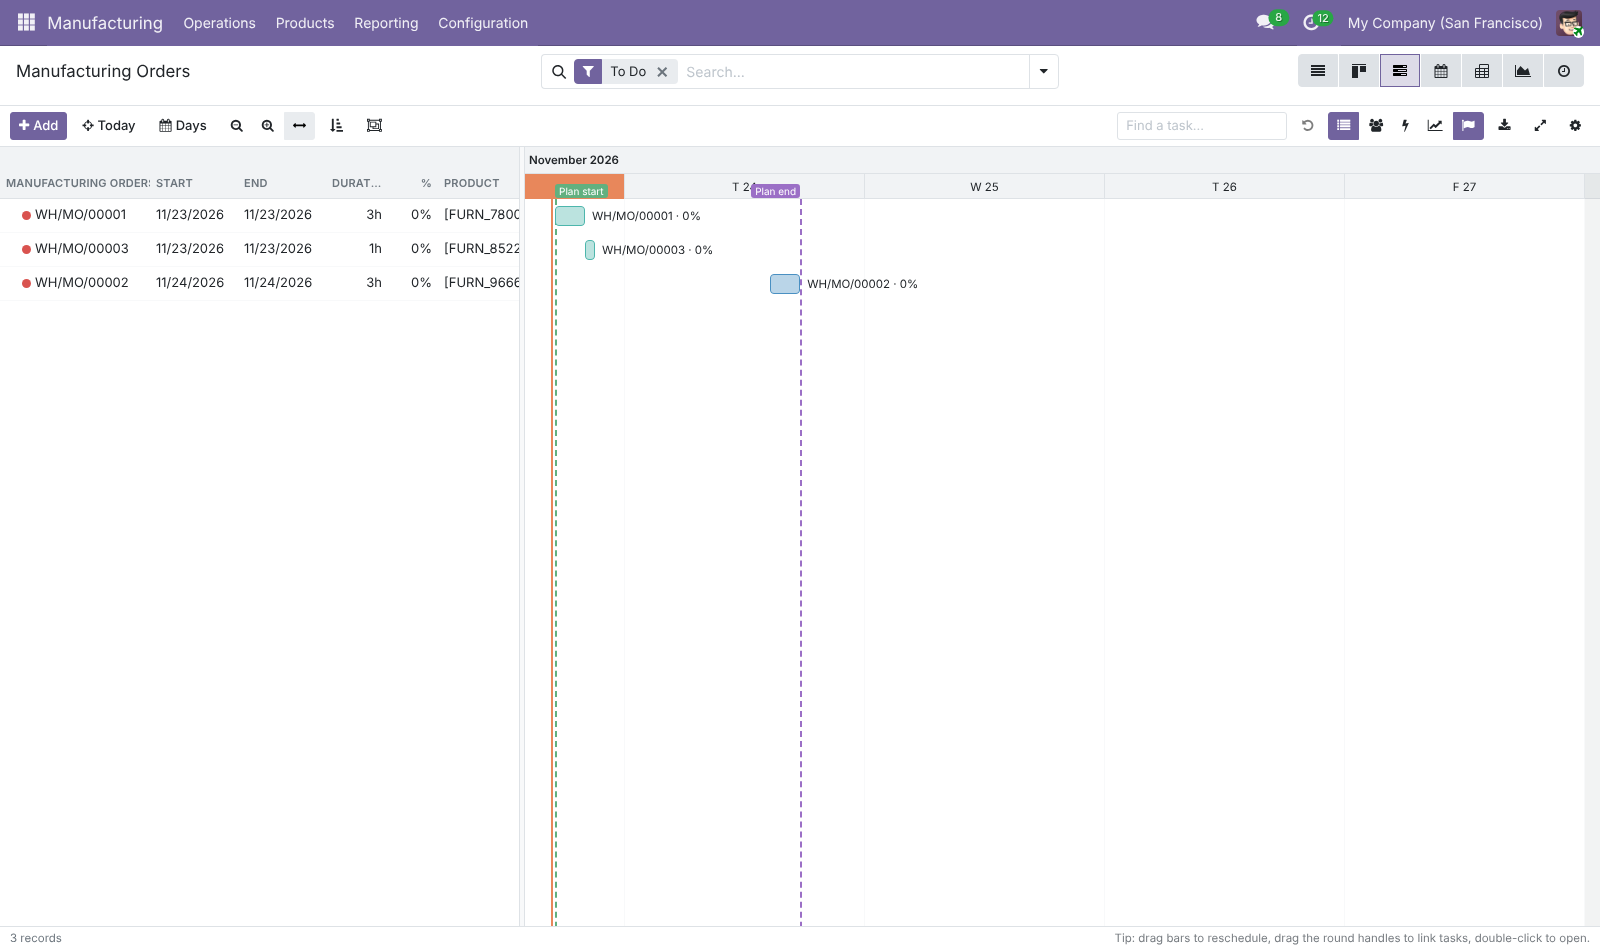 Manufacturing Operations Products Reporting Configuration 8 12 My Company (San Francisco)
Manufacturing Orders To Do Search...
Add Today Days Find a task...
November 2026
MANUFACTURING ORDER START END DURAT... % PRODUCT
Plan start T 24 Plan end W 25 T 26 F 27
WH/MO/00001 11/23/2026 11/23/2026 3h 0% [FURN_7800 WH/MO/00001 · 0%
WH/MO/00003 11/23/2026 11/23/2026 1h 0% [FURN_8522 WH/MO/00003 · 0%
WH/MO/00002 11/24/2026 11/24/2026 3h 0% [FURN_9666 WH/MO/00002 · 0%
3 records Tip: drag bars to reschedule, drag the round handles to link tasks, double-click to open.